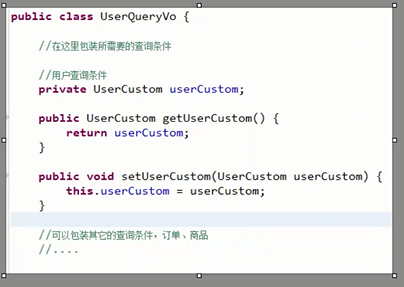 public class UserQueryVo {
//在这里包装所需要的查询条件
//用户查询条件
private UserCustom userCustom;
public UserCustom getUserCustom() {
return userCustom;
}
public void setUserCustom(UserCustom userCustom) {
this.userCustom = userCustom;
}
//可以包装其它的查询条件，订单、商品
//....